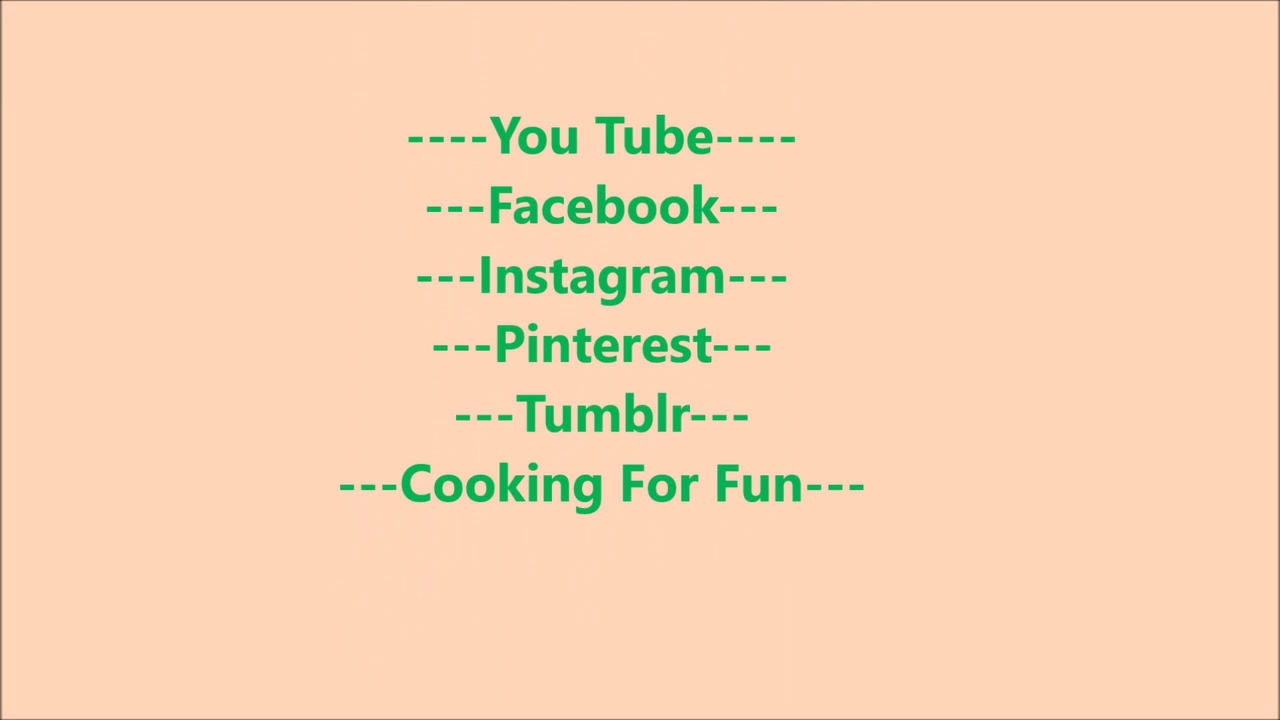 ----You Tube----
---Facebook---
---Instagram---
---Pinterest---
---Tumblr---
---Cooking For Fun---